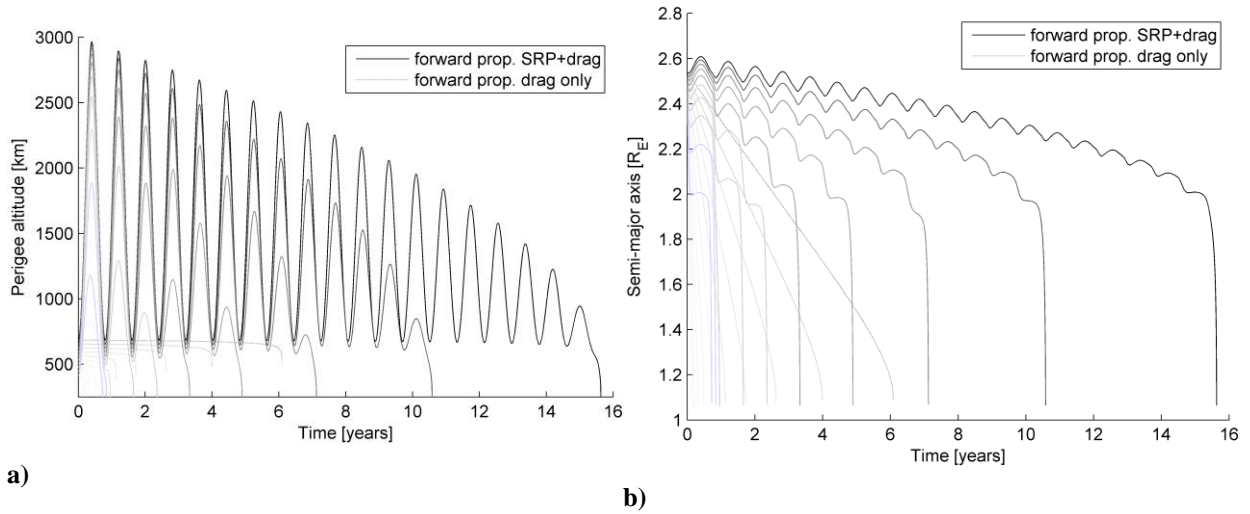 3000
2500
2000
1500
1000
500
Perigee altitude [km]
forward prop. SRP+drag
forward prop. drag only
0 2 4 6 8 10 12 14 16
Time [years]
a)
2.8
2.6
2.4
2.2
2
1.8
1.6
1.4
1.2
1
Semi-major axis [R_E]
forward prop. SRP+drag
forward prop. drag only
0 2 4 6 8 10 12 14 16
Time [years]
b)